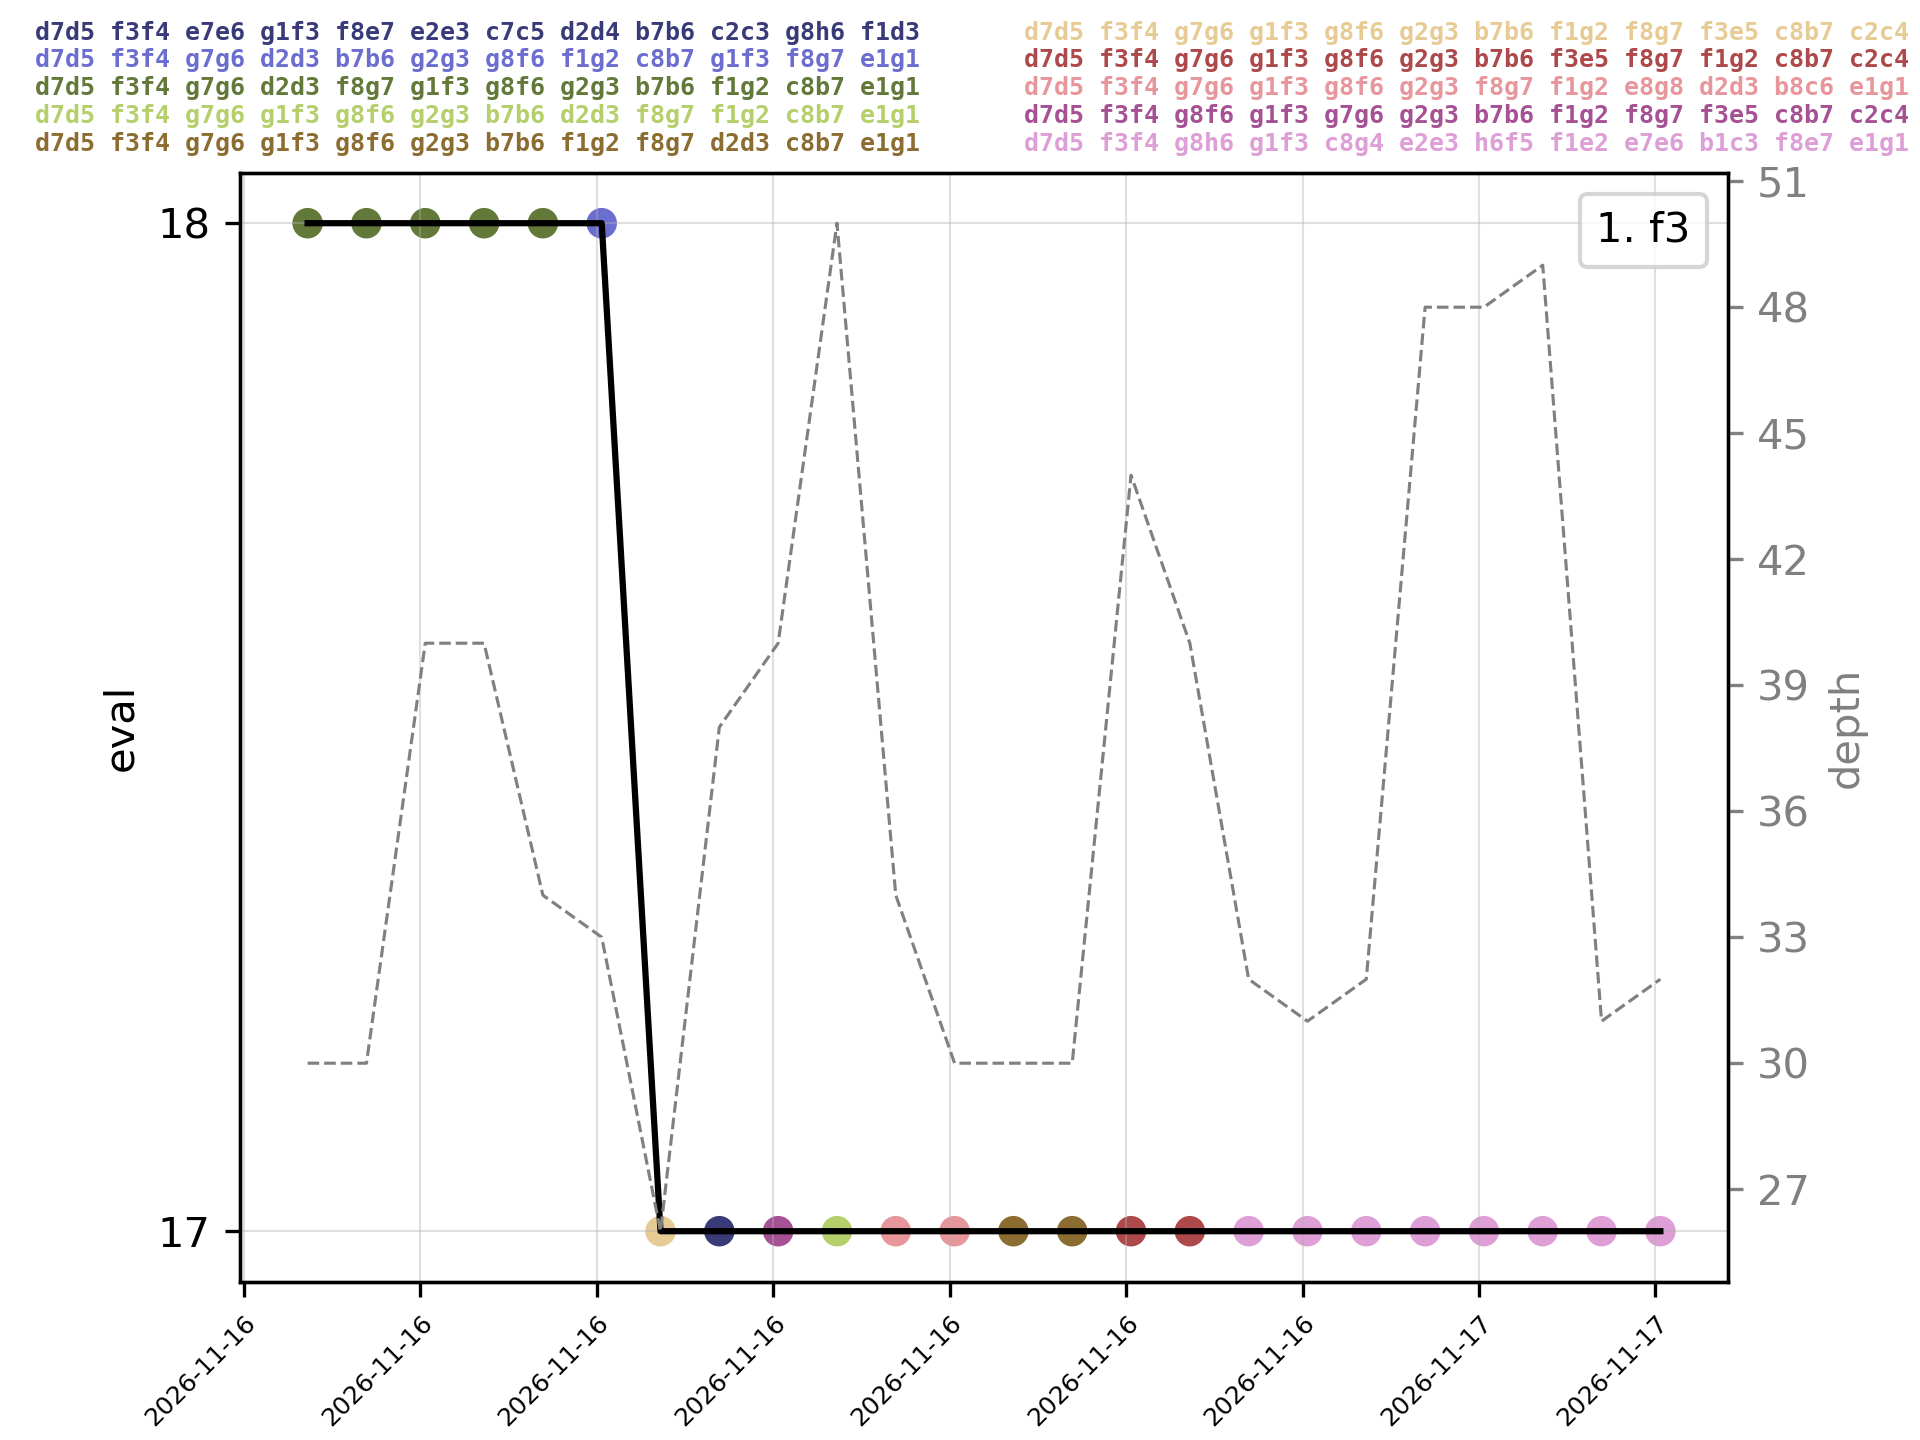 d7d5 f3f4 e7e6 g1f3 f8e7 e2e3 c7c5 d2d4 b7b6 c2c3 g8h6 f1d3
d7d5 f3f4 g7g6 d2d3 b7b6 g2g3 g8f6 f1g2 c8b7 g1f3 f8g7 e1g1
d7d5 f3f4 g7g6 d2d3 f8g7 g1f3 g8f6 g2g3 b7b6 f1g2 c8b7 e1g1
d7d5 f3f4 g7g6 g1f3 g8f6 g2g3 b7b6 d2d3 f8g7 f1g2 c8b7 e1g1
d7d5 f3f4 g7g6 g1f3 g8f6 g2g3 b7b6 f1g2 f8g7 d2d3 c8b7 e1g1
d7d5 f3f4 g7g6 g1f3 g8f6 g2g3 b7b6 f1g2 f8g7 f3e5 c8b7 c2c4
d7d5 f3f4 g7g6 g1f3 g8f6 g2g3 b7b6 f3e5 f8g7 f1g2 c8b7 c2c4
d7d5 f3f4 g7g6 g1f3 g8f6 g2g3 f8g7 f1g2 e8g8 d2d3 b8c6 e1g1
d7d5 f3f4 g8f6 g1f3 g7g6 g2g3 b7b6 f1g2 f8g7 f3e5 c8b7 c2c4
d7d5 f3f4 g8h6 g1f3 c8g4 e2e3 h6f5 f1e2 e7e6 b1c3 f8e7 e1g1
1. f3
eval
18
17
depth
51
48
45
42
39
36
33
30
27
2026-11-16
2026-11-16
2026-11-16
2026-11-16
2026-11-16
2026-11-16
2026-11-16
2026-11-17
2026-11-17